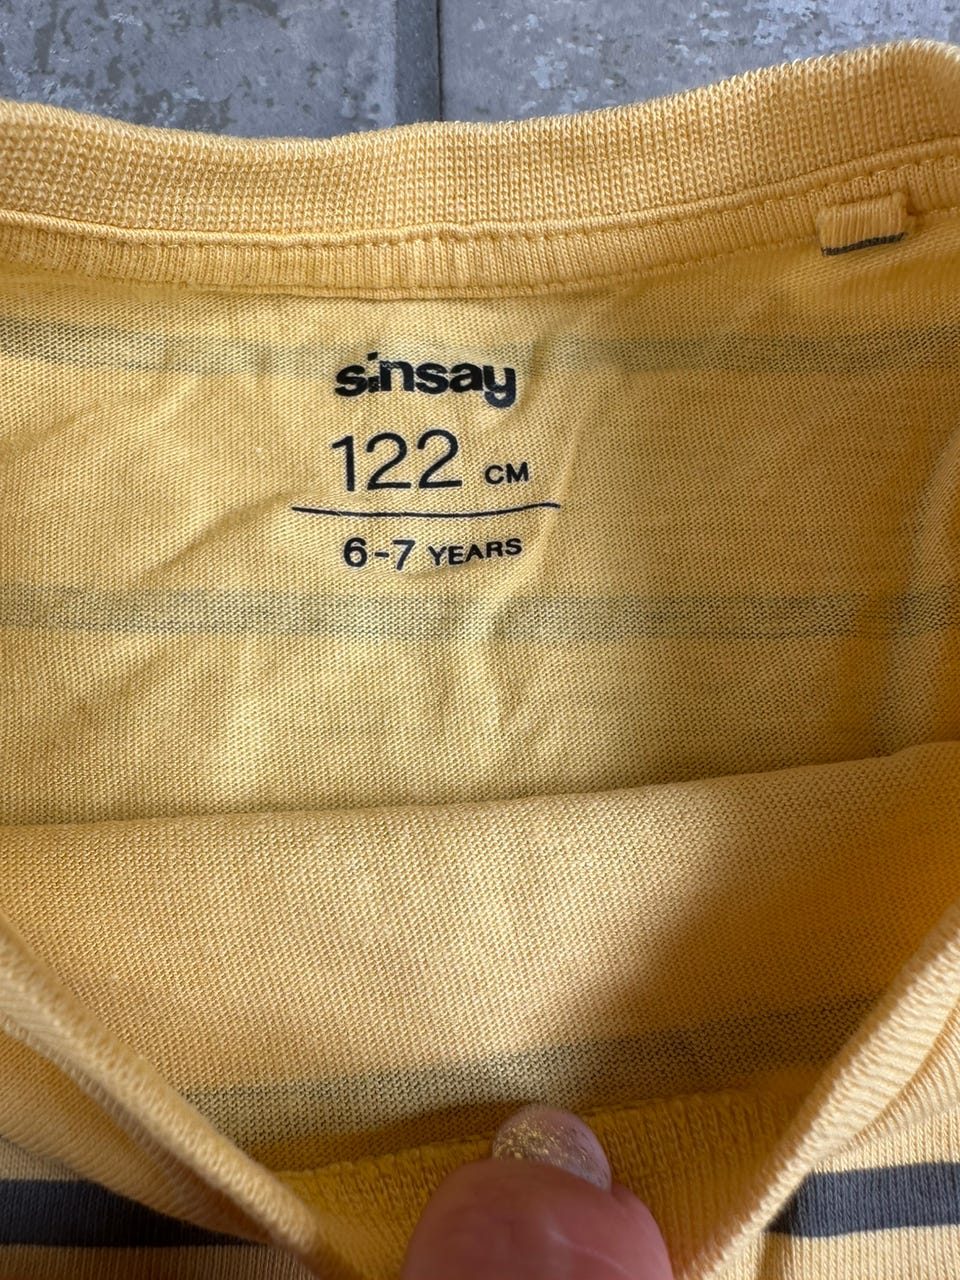 sinsay
122 CM
6-7 YEARS